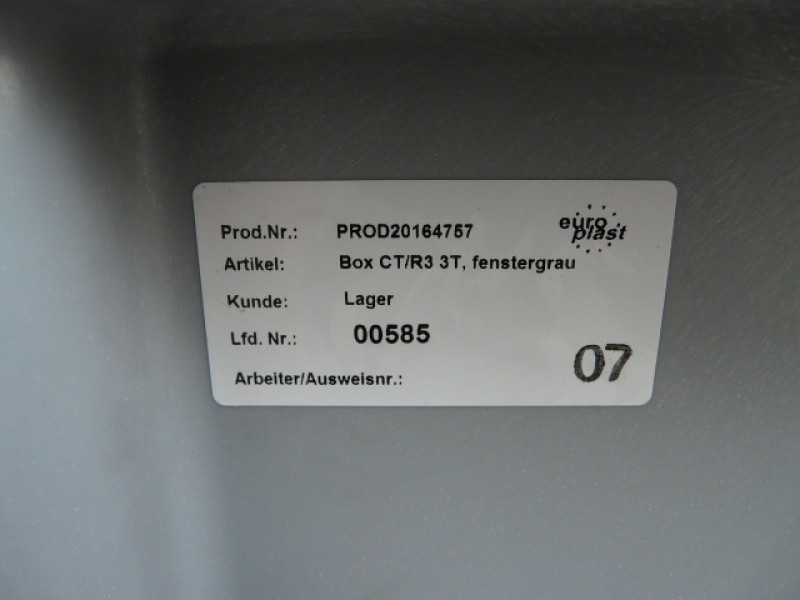 euro
plast
Prod.Nr.: PROD20164757
Artikel: Box CT/R3 3T, fenstergrau
Kunde: Lager
Lfd. Nr.: 00585
Arbeiter/Ausweisnr.: 07